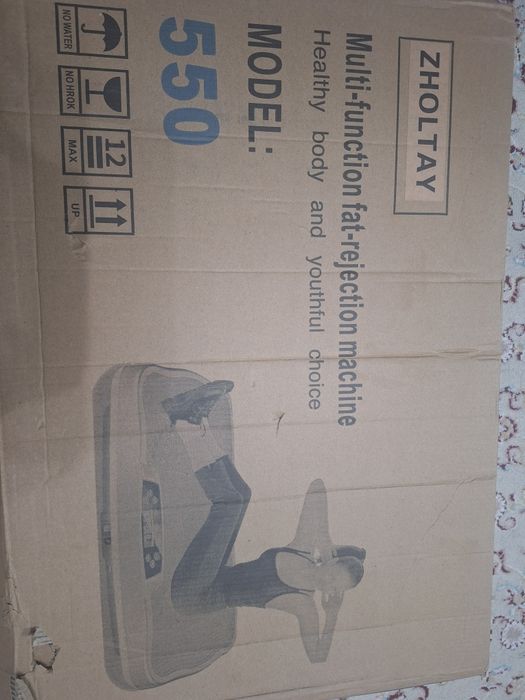 ZHOLTAY
Multi-function fat-rejection machine
Healthy body and youthful choice
MODEL:
550
NO WATER
NO HROK
12
MAX
UP